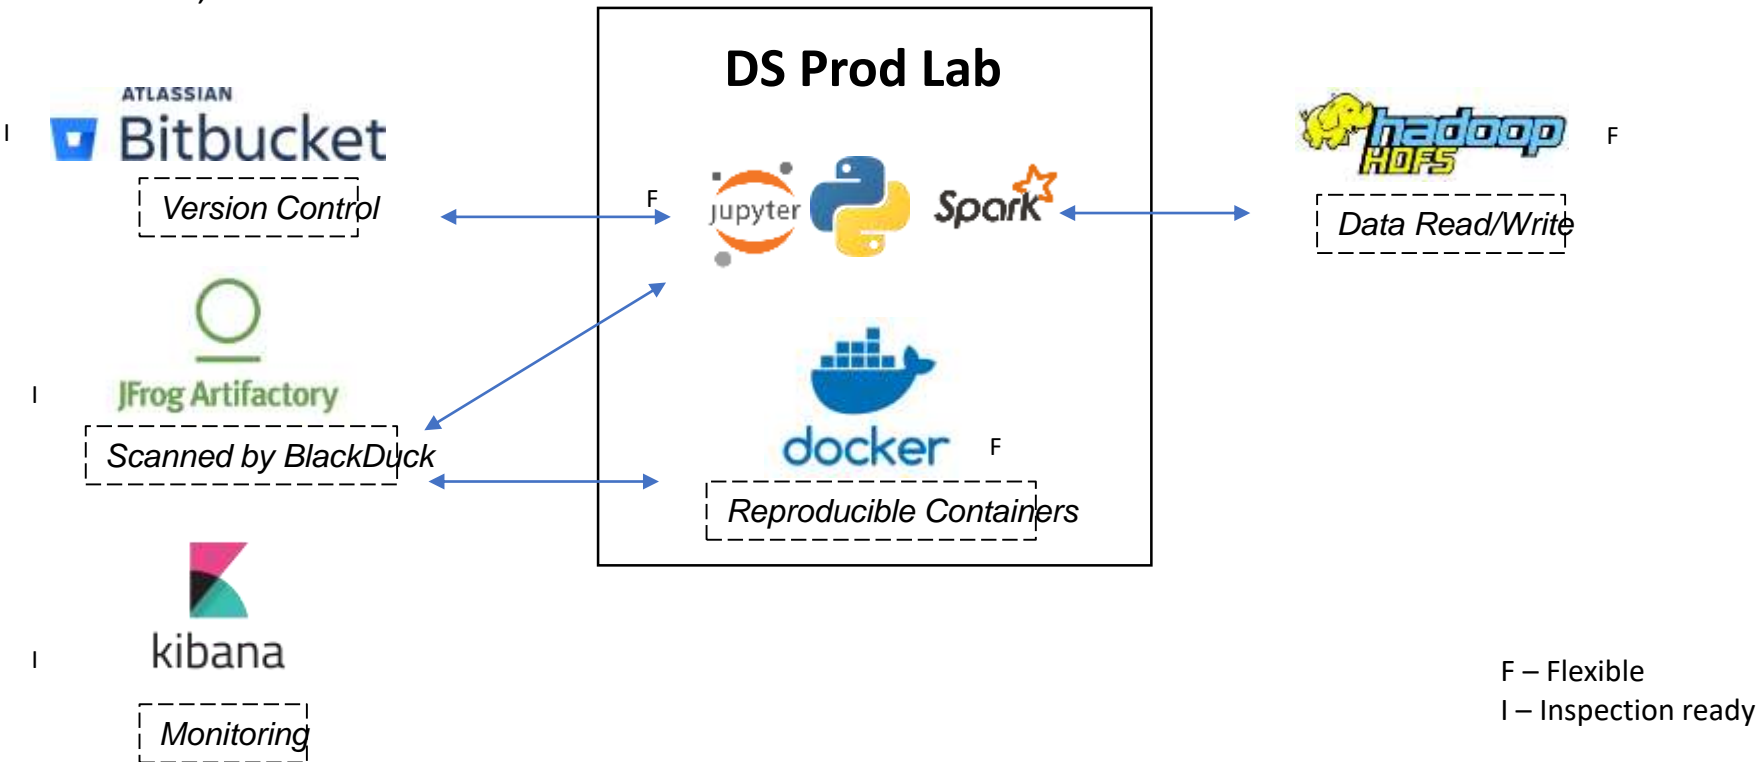 DS Prod Lab
ATLASSIAN
Bitbucket
I
Version Control
F
jupyter
Spark
hadoop
HDFS
F
Data Read/Write
JFrog Artifactory
I
Scanned by BlackDuck
docker
F
Reproducible Containers
kibana
I
Monitoring
F – Flexible
I – Inspection ready